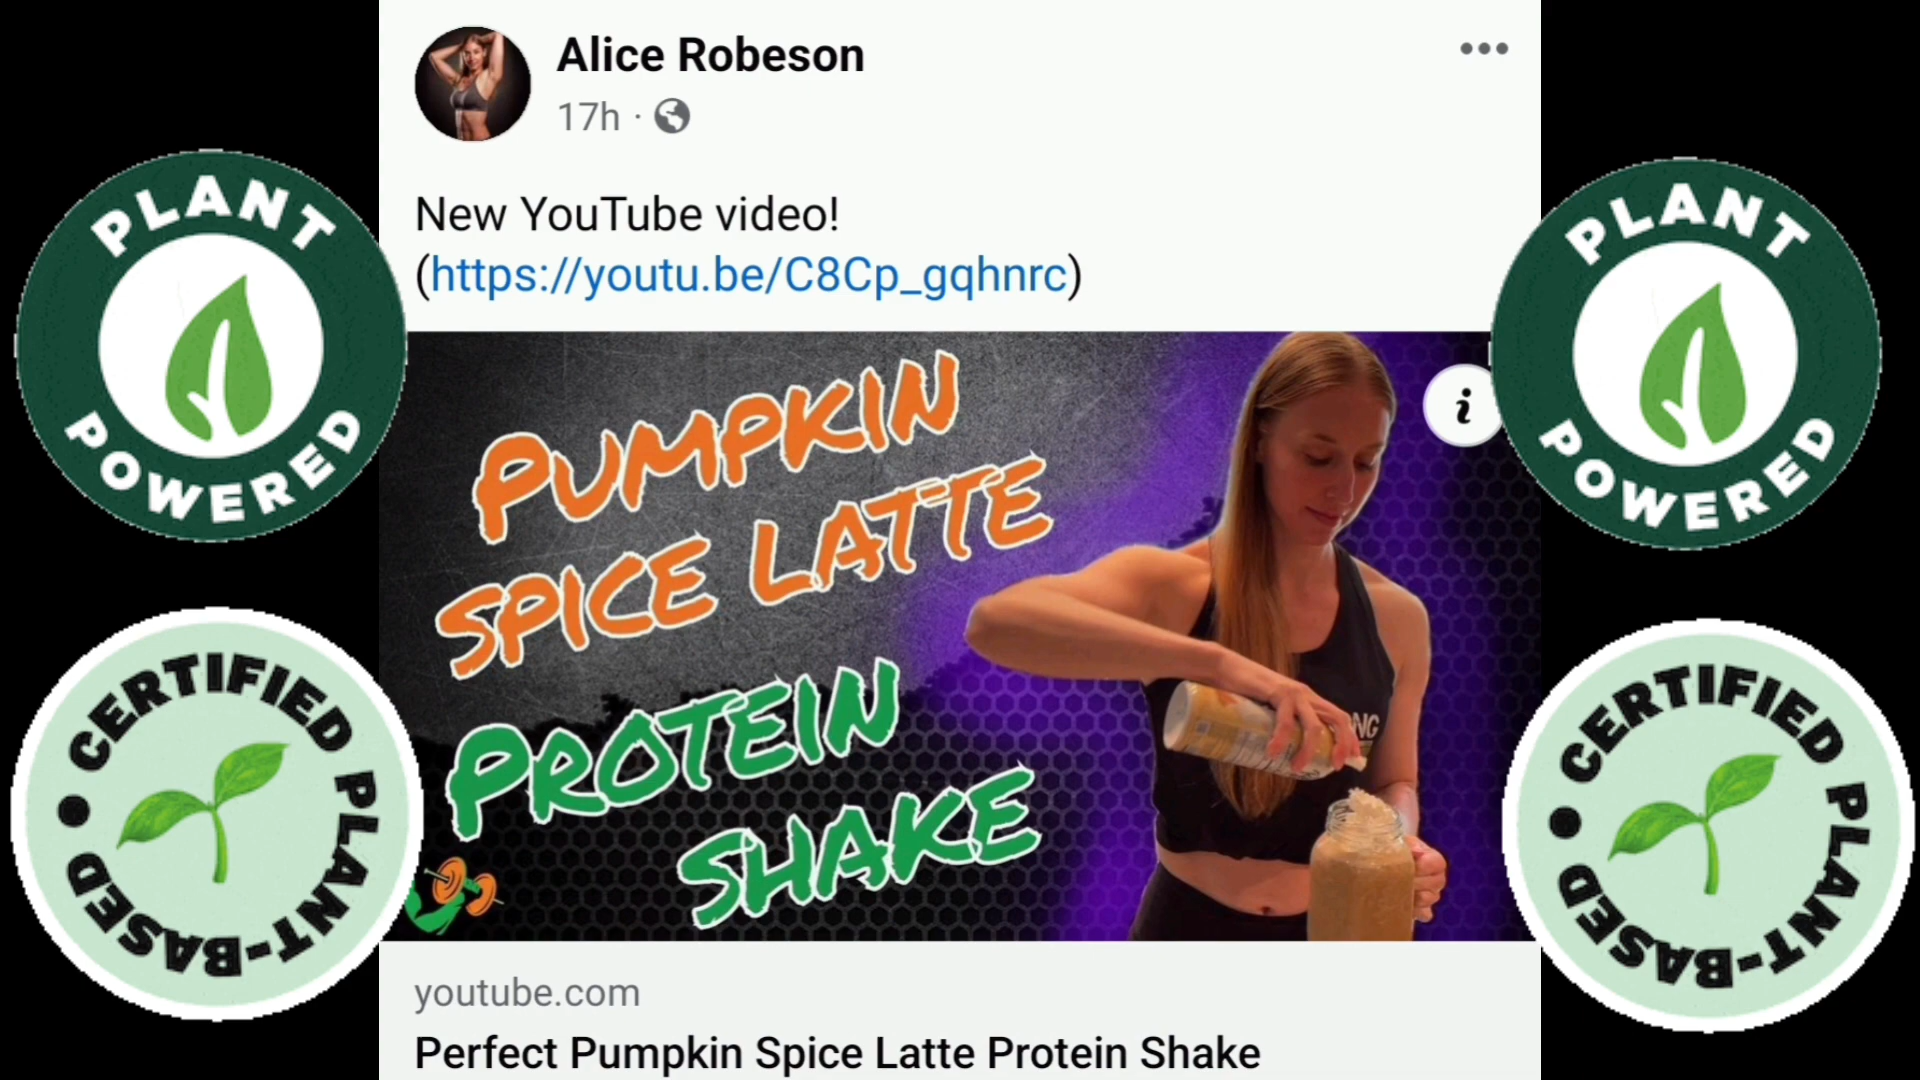 Alice Robeson
17h ·
New YouTube video!
(https://youtu.be/C8Cp_gqhnrc)
PLANT
POWERED
CERTIFIED PLANT-BASED •
PUMPKIN
SPICE LATTE
PROTEIN
SHAKE
i
NG
PLANT
POWERED
CERTIFIED PLANT-BASED •
youtube.com
Perfect Pumpkin Spice Latte Protein Shake